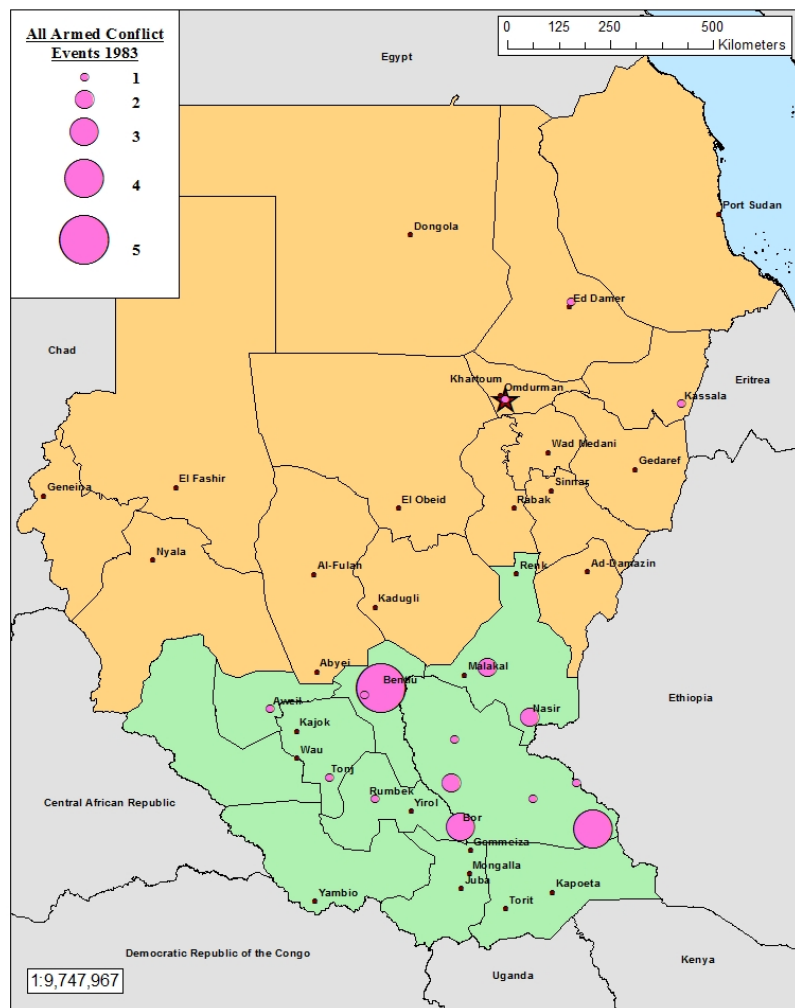 All Armed Conflict
Events 1983
1
2
3
4
5
0 125 250 500
Kilometers
Egypt
Port Sudan
Dongola
Ed Damer
Chad
Eritrea
Khartoum
Omdurman
Kassala
Wad Medani
Gedaref
El Fashir
Sinnar
Geneina
El Obeid
Rabak
Nyala
Al-Fulah
Renk
Ad-Damazin
Kadugli
Abyei
Malakal
Bentiu
Ethiopia
Aweil
Nasir
Kajok
Wau
Tonj
Central African Republic
Rumbek
Yirol
Bor
Gemmeiza
Mongalla
Juba
Kapoeta
Yambio
Torit
Democratic Republic of the Congo
Kenya
Uganda
1:9,747,967